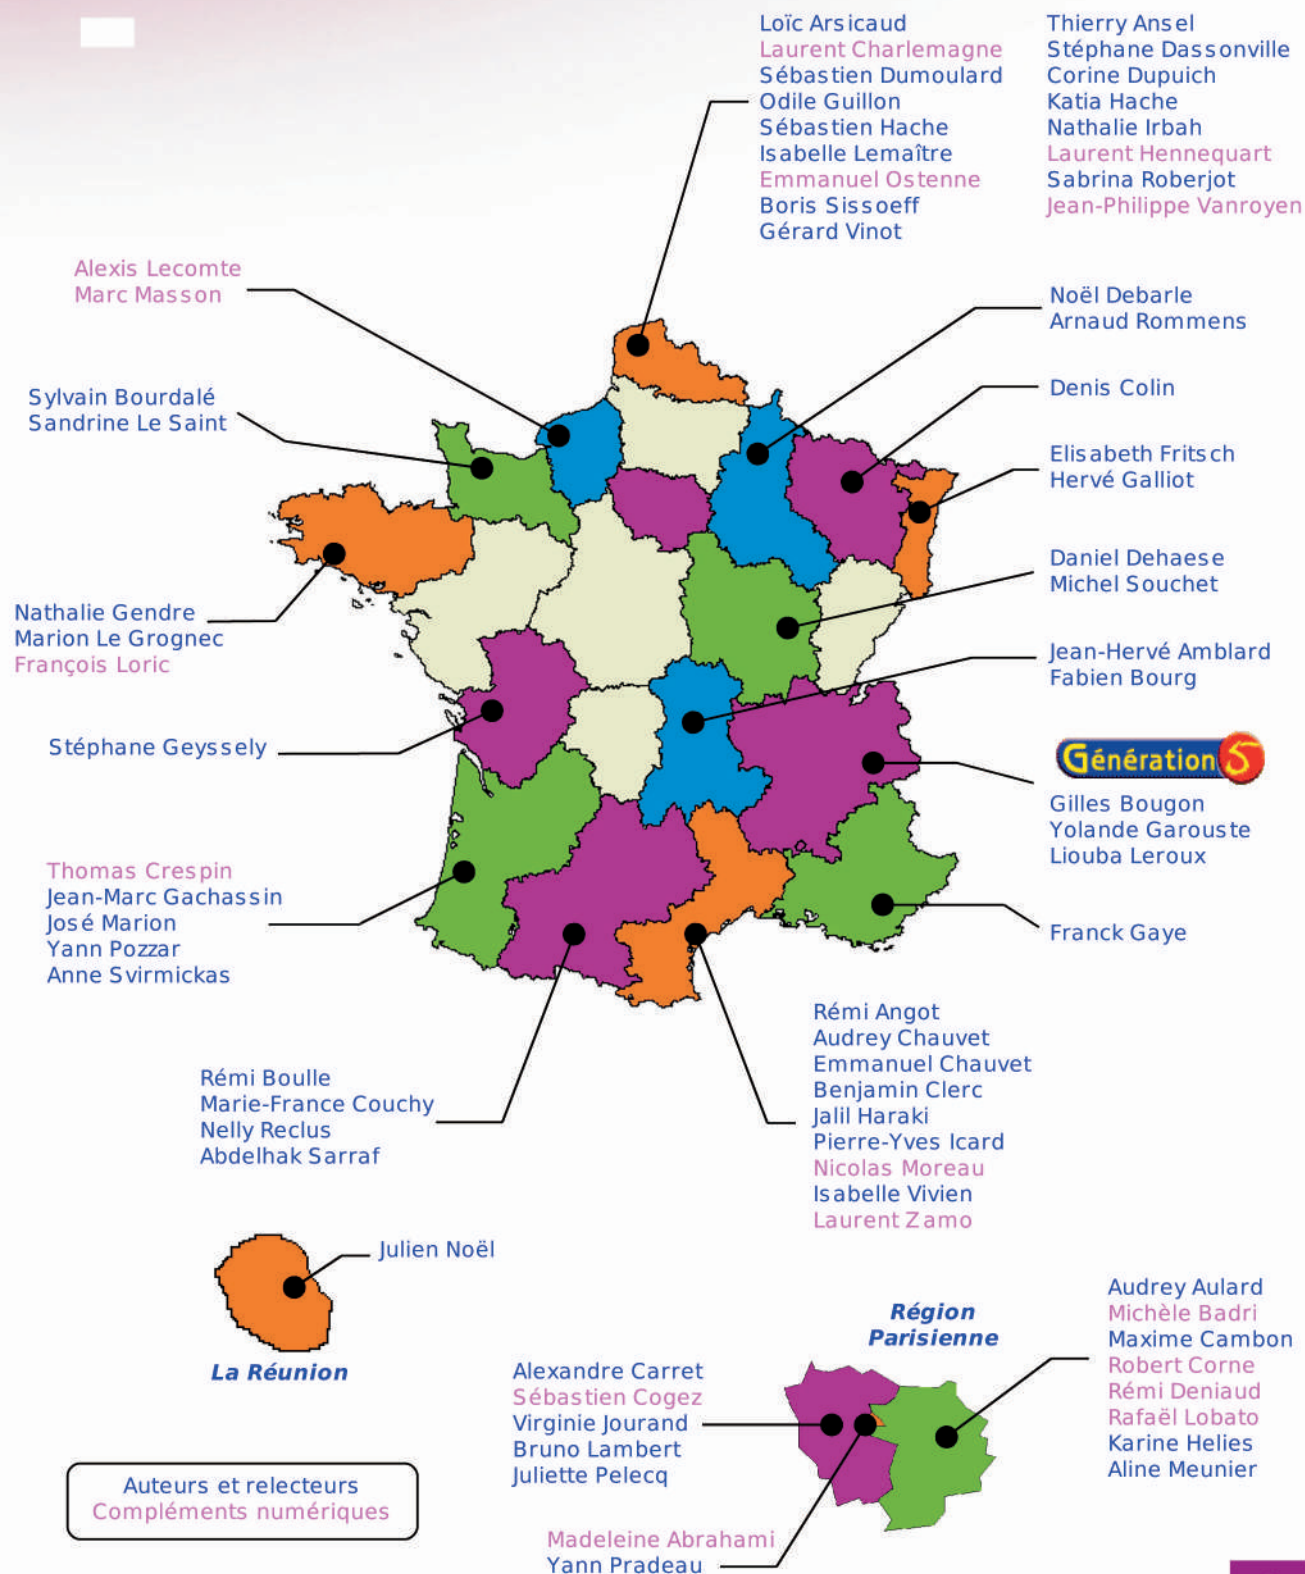 Loïc Arsicaud
Laurent Charlemagne
Sébastien Dumoulard
Odile Guillon
Sébastien Hache
Isabelle Lemaître
Emmanuel Ostenne
Boris Sissoeff
Gérard Vinot
Thierry Ansel
Stéphane Dassonville
Corine Dupuich
Katia Hache
Nathalie Irbah
Laurent Hennequart
Sabrina Roberjot
Jean-Philippe Vanroyen
Alexis Lecomte
Marc Masson
Noël Debarle
Arnaud Rommens
Sylvain Bourdalé
Sandrine Le Saint
Denis Colin
Elisabeth Fritsch
Hervé Galliot
Daniel Dehaese
Michel Souchet
Nathalie Gendre
Marion Le Grognec
François Loric
Jean-Hervé Amblard
Fabien Bourg
Stéphane Geyssely
Génération 5
Gilles Bougon
Yolande Garouste
Liouba Leroux
Thomas Crespin
Jean-Marc Gachassin
José Marion
Yann Pozzar
Anne Svirmickas
Franck Gaye
Rémi Boulle
Marie-France Couchy
Nelly Reclus
Abdelhak Sarraf
Rémi Angot
Audrey Chauvet
Emmanuel Chauvet
Benjamin Clerc
Jalil Haraki
Pierre-Yves Icard
Nicolas Moreau
Isabelle Vivien
Laurent Zamo
Julien Noël
La Réunion
Région
Parisienne
Alexandre Carret
Sébastien Cogez
Virginie Jourand
Bruno Lambert
Juliette Pelecq
Audrey Aulard
Michèle Badri
Maxime Cambon
Robert Corne
Rémi Deniaud
Rafaël Lobato
Karine Helies
Aline Meunier
Madeleine Abrahami
Yann Pradeau
Auteurs et relecteurs
Compléments numériques